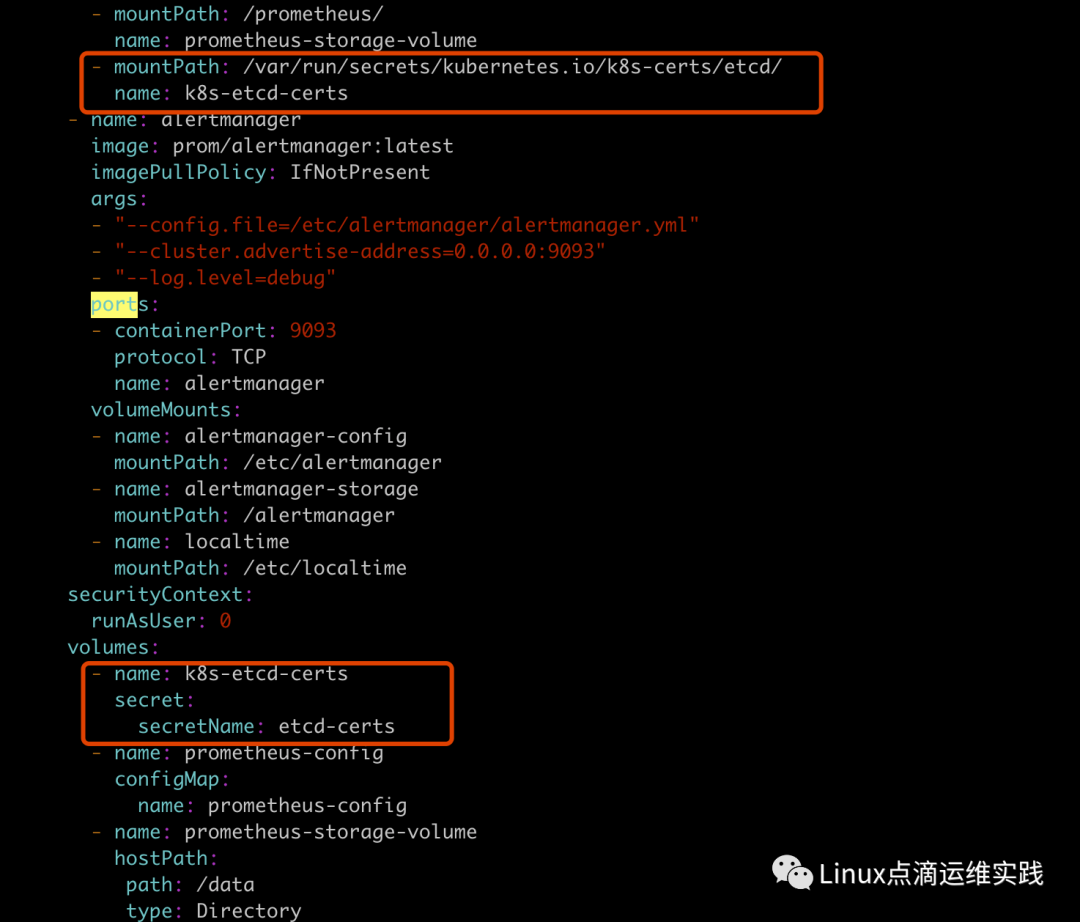 - mountPath: /prometheus/
name: prometheus-storage-volume
- mountPath: /var/run/secrets/kubernetes.io/k8s-certs/etcd/
name: k8s-etcd-certs
- name: alertmanager
image: prom/alertmanager:latest
imagePullPolicy: IfNotPresent
args:
- "--config.file=/etc/alertmanager/alertmanager.yml"
- "--cluster.advertise-address=0.0.0.0:9093"
- "--log.level=debug"
ports:
- containerPort: 9093
protocol: TCP
name: alertmanager
volumeMounts:
- name: alertmanager-config
mountPath: /etc/alertmanager
- name: alertmanager-storage
mountPath: /alertmanager
- name: localtime
mountPath: /etc/localtime
securityContext:
runAsUser: 0
volumes:
- name: k8s-etcd-certs
secret:
secretName: etcd-certs
- name: prometheus-config
configMap:
name: prometheus-config
- name: prometheus-storage-volume
hostPath:
path: /data
type: Directory
Linux点滴运维实践